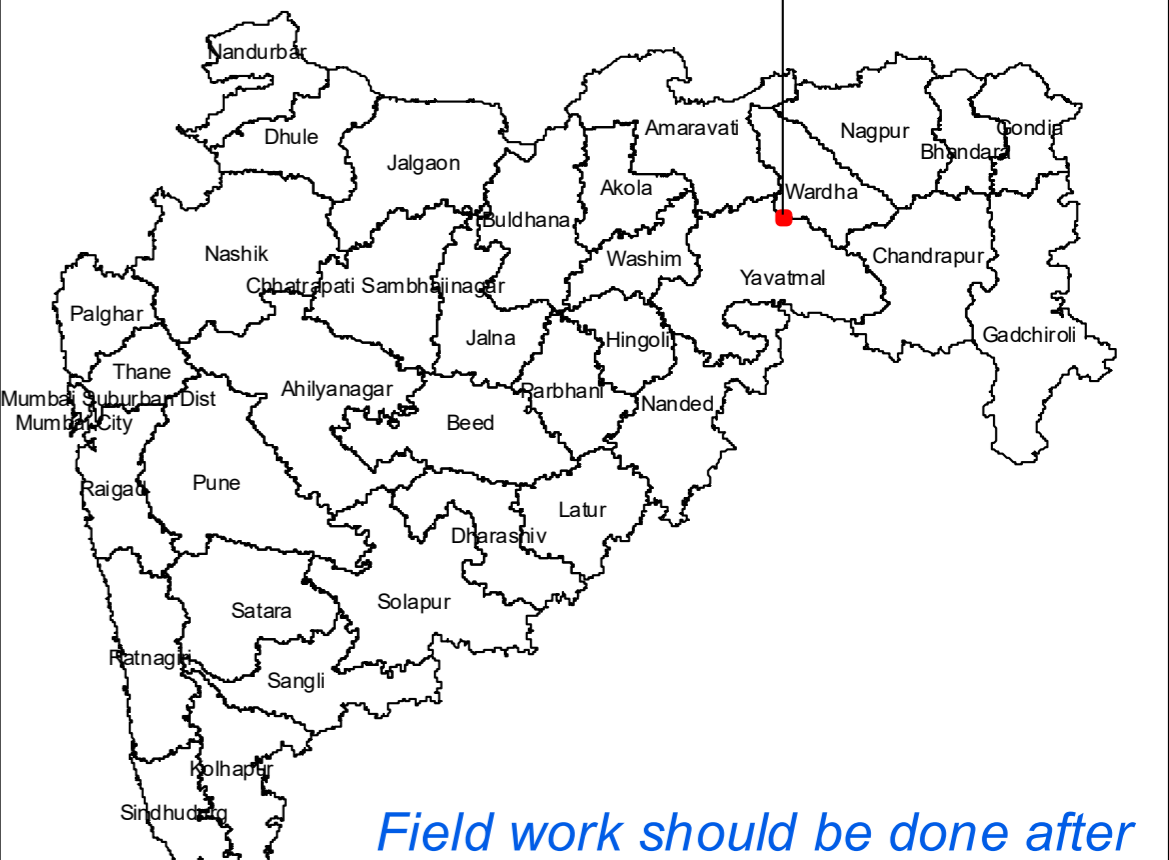 Nandurbar
Dhule
Jalgaon
Amaravati
Nagpur
Gondia
Bhandara
Akola
Wardha
Buldhana
Nashik
Washim
Chandrapur
Chhatrapati Sambhajinagar
Yavatmal
Palghar
Jalna
Hingoli
Gadchiroli
Thane
Ahilyanagar
Parbhani
Mumbai Suburban Dist
Nanded
Mumbai City
Beed
Raigad
Pune
Latur
Dharashiv
Solapur
Satara
Ratnagiri
Sangli
Kolhapur
Sindhudurg
Field work should be done after